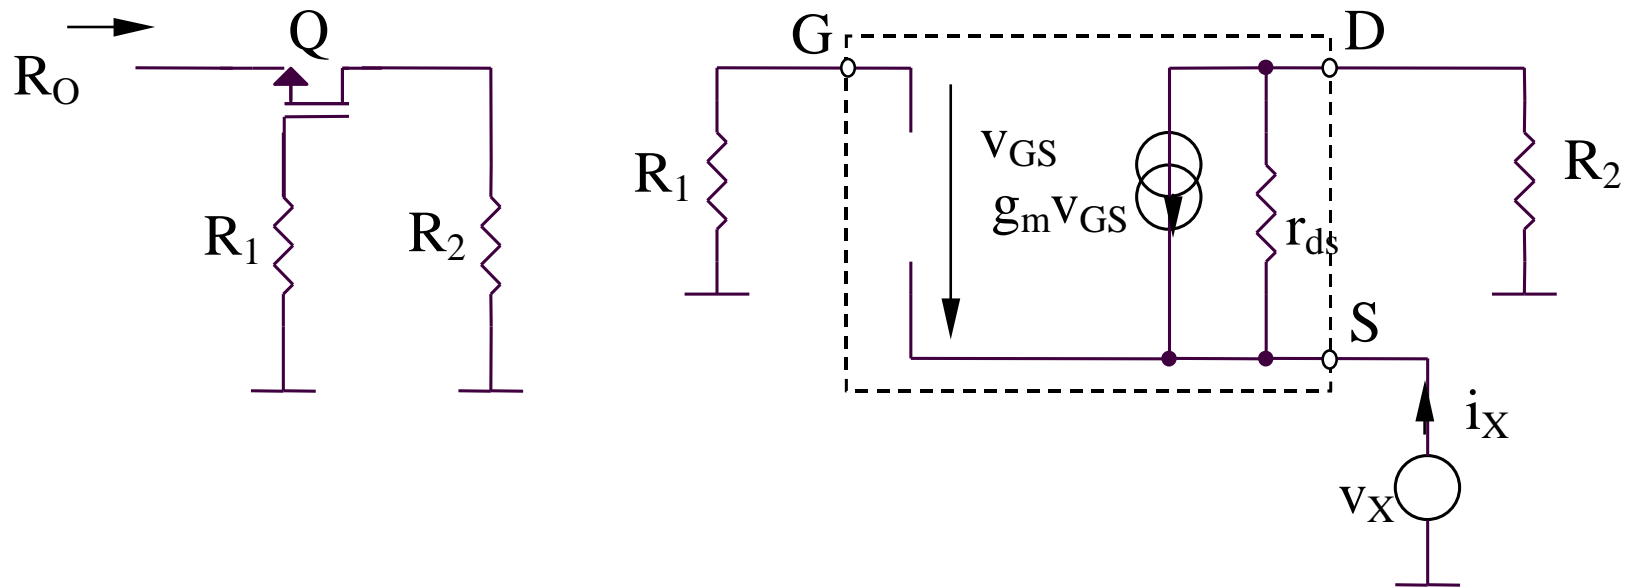 Q
R_O
R_1
R_2
G
D
v_GS
R_1
g_m v_GS
r_ds
R_2
S
i_X
v_X